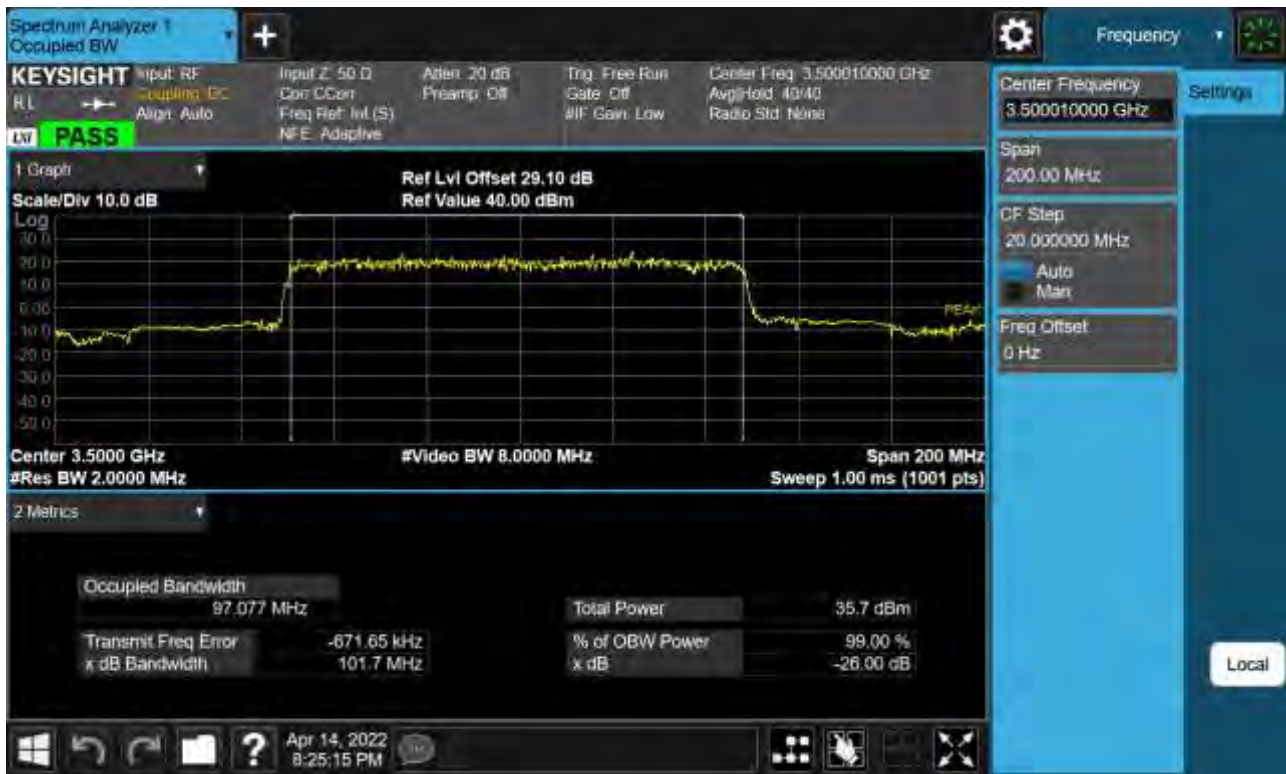 Spectrum Analyzer 1
Occupied BW
+
Frequency
KEYSIGHT
Input: RF
Coupling: DC
Align: Auto
Input Z: 50 Ω
Corr CCorr
Freq Ref: Int (S)
NFE: Adaptive
Atten: 20 dB
Preamp: Off
Trig: Free Run
Gate: Off
#IF Gain: Low
Center Freq: 3.500010000 GHz
Avg|Hold: 40/40
Radio Std: None
RL
LXI
PASS
Center Frequency
3.500010000 GHz
Settings
Span
200.00 MHz
CF Step
20.000000 MHz
Auto
Man
Freq Offset
0 Hz
Local
1 Graph
Scale/Div 10.0 dB
Ref Lvl Offset 29.10 dB
Ref Value 40.00 dBm
Log
30.0
20.0
10.0
0.00
-10.0
-20.0
-30.0
-40.0
-50.0
Center 3.5000 GHz
#Video BW 8.0000 MHz
Span 200 MHz
#Res BW 2.0000 MHz
Sweep 1.00 ms (1001 pts)
2 Metrics
Occupied Bandwidth
97.077 MHz
Total Power 35.7 dBm
Transmit Freq Error -671.65 kHz
% of OBW Power 99.00 %
x dB Bandwidth 101.7 MHz
x dB -26.00 dB
?
Apr 14, 2022
8:25:15 PM